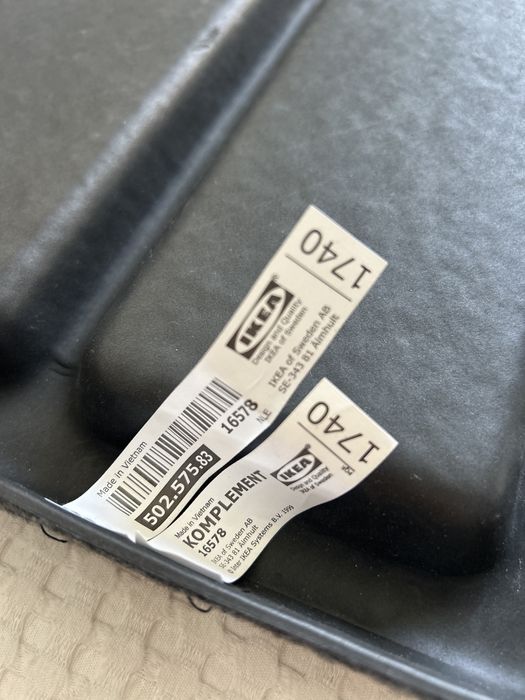 Made in Vietnam
502.575.83
16578
NLE
IKEA
Design and Quality
IKEA of Sweden
IKEA of Sweden AB
SE-343 81 Älmhult
1740
Made in Vietnam
KOMPLEMENT
16578
IKEA of Sweden AB
SE-343 81 Älmhult
© Inter IKEA Systems B.V. 1999
IKEA
Design and Quality
IKEA of Sweden
1740